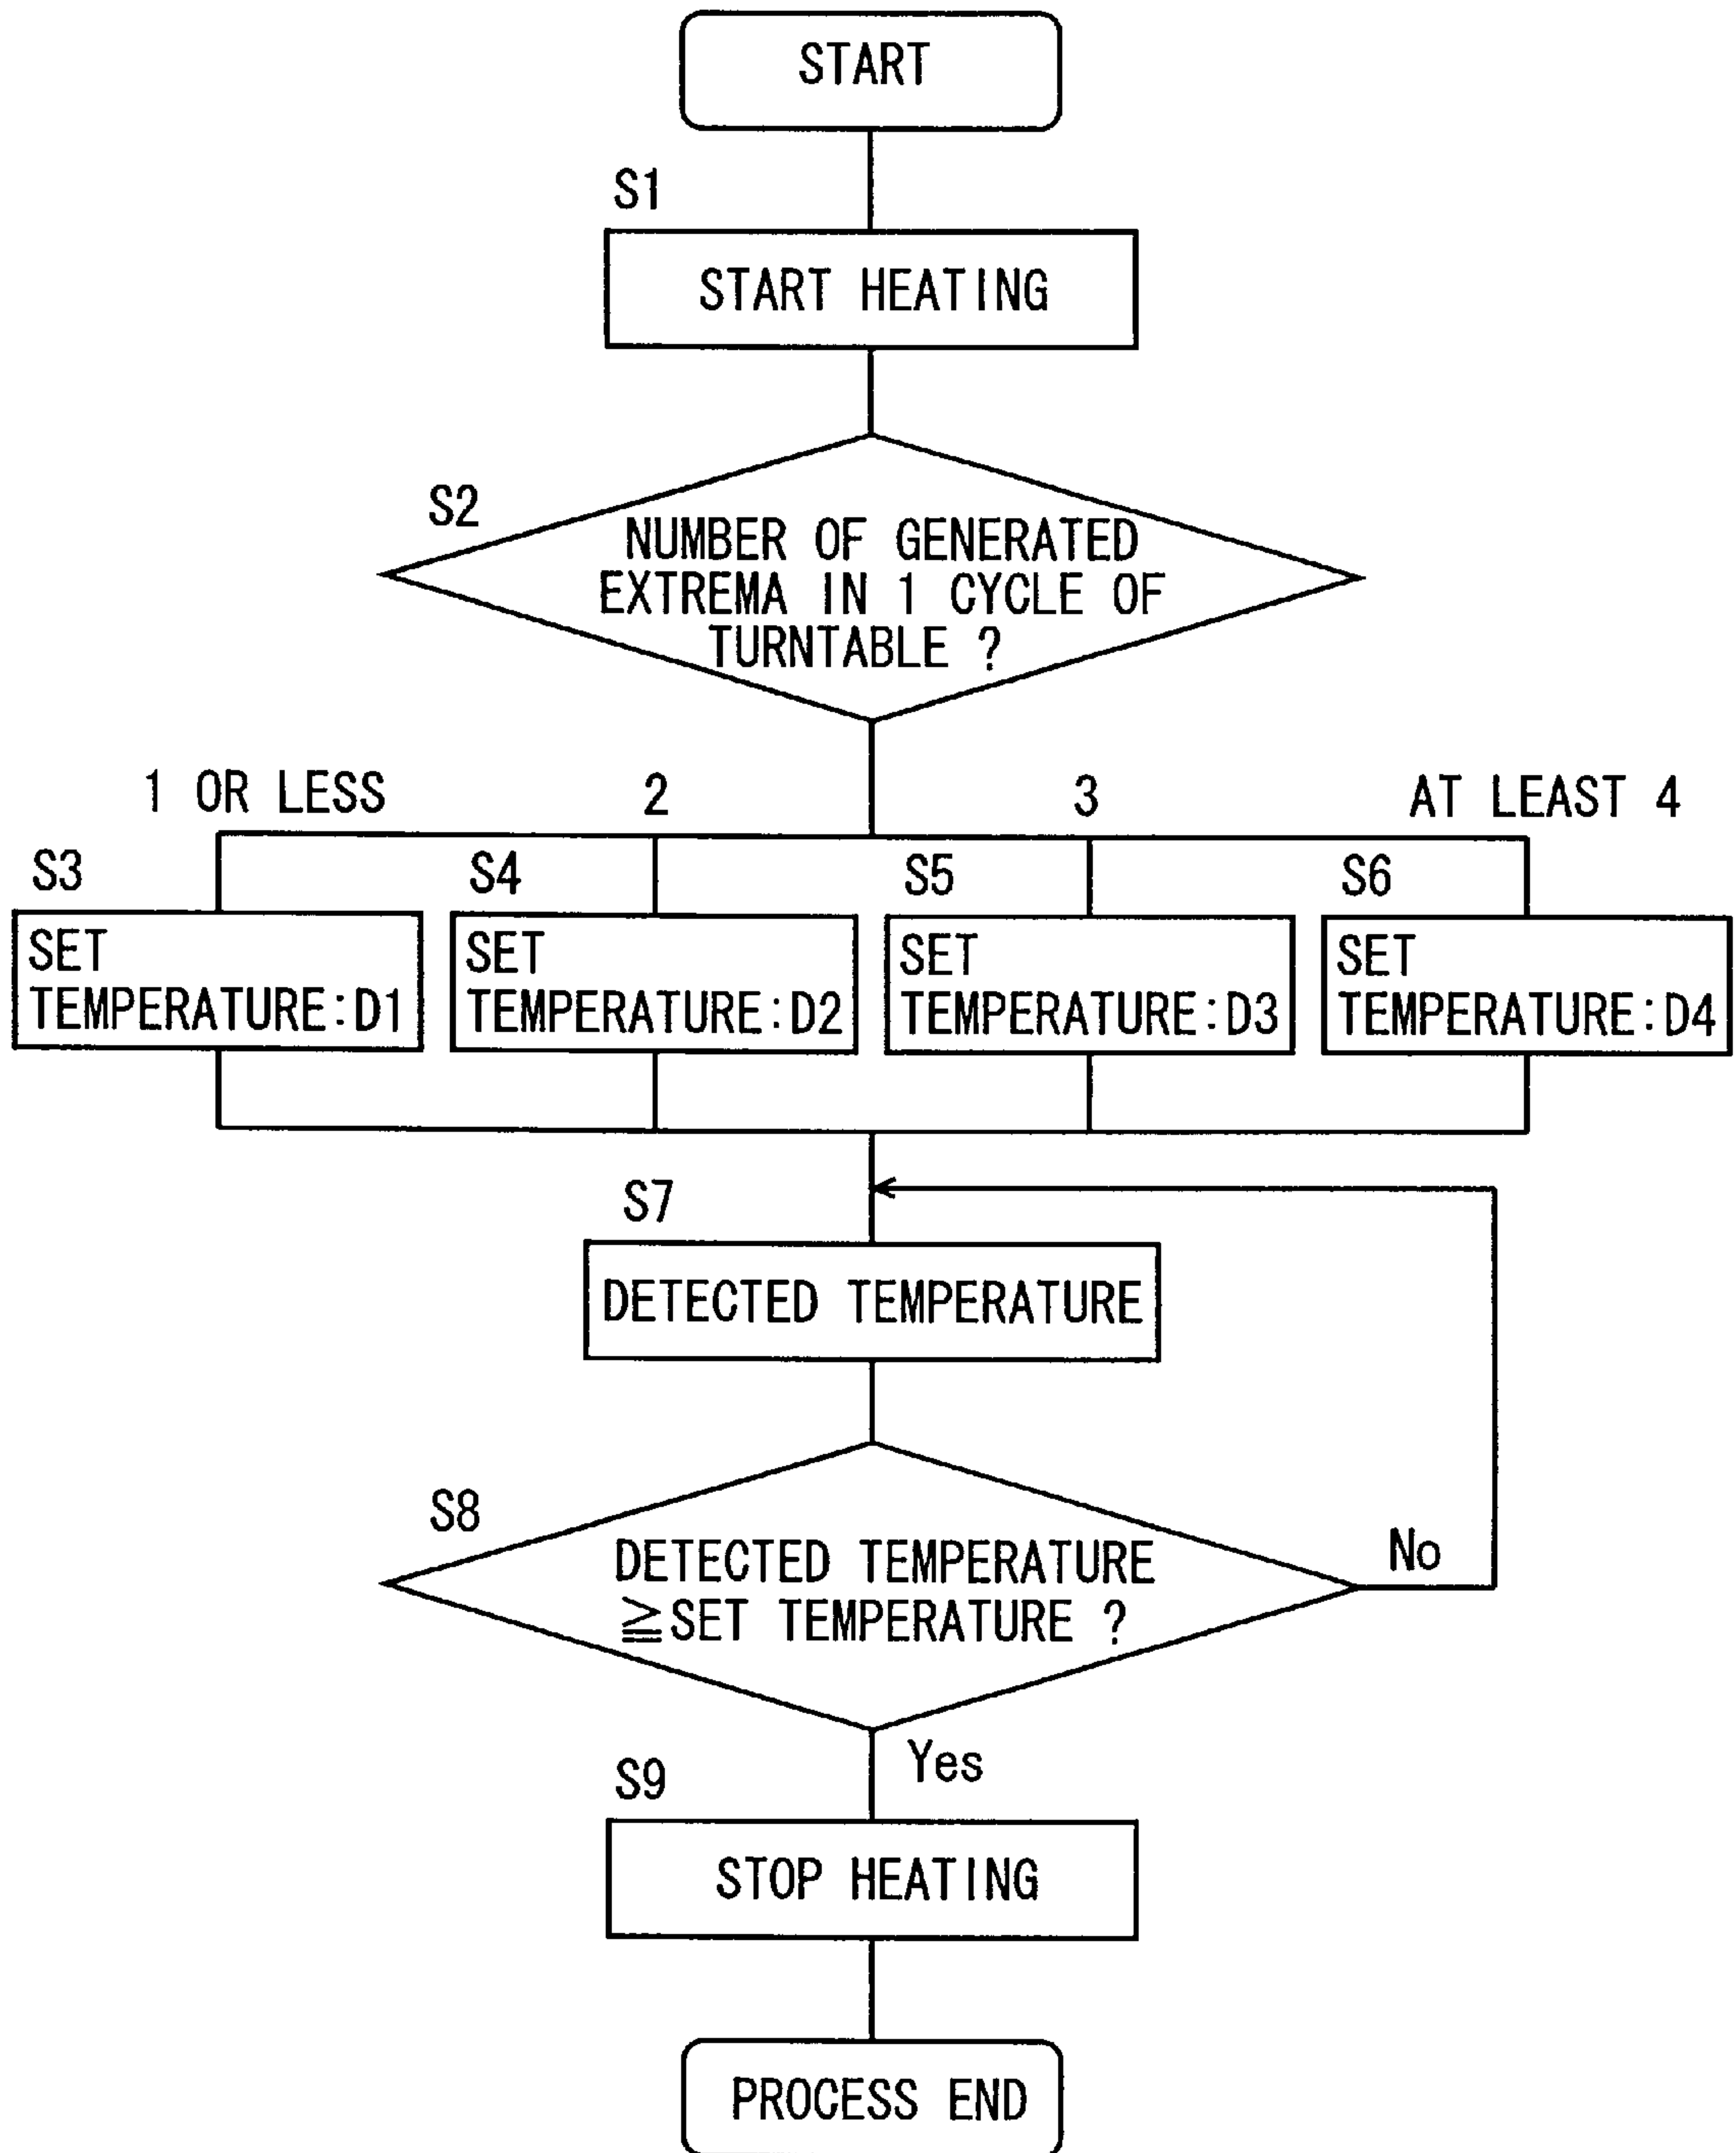 START
S1
START HEATING
S2
NUMBER OF GENERATED
EXTREMA IN 1 CYCLE OF
TURNTABLE ?
1 OR LESS
2
3
AT LEAST 4
S3
SET
TEMPERATURE:D1
S4
SET
TEMPERATURE:D2
S5
SET
TEMPERATURE:D3
S6
SET
TEMPERATURE:D4
S7
DETECTED TEMPERATURE
S8
DETECTED TEMPERATURE
≧SET TEMPERATURE ?
No
Yes
S9
STOP HEATING
PROCESS END